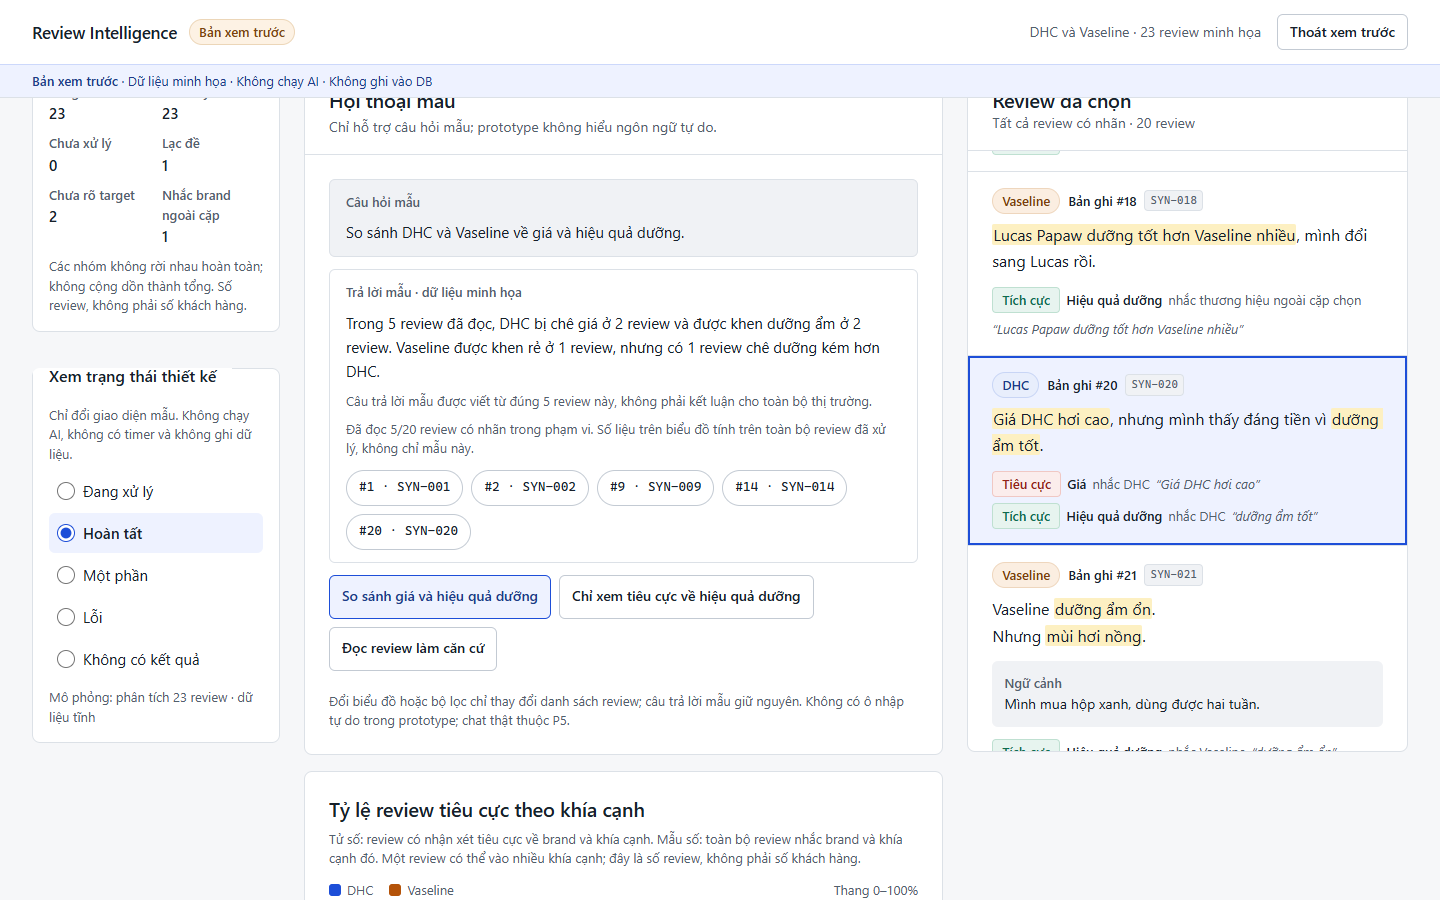 Review Intelligence
Bản xem trước
DHC và Vaseline · 23 review minh họa
Thoát xem trước
Bản xem trước · Dữ liệu minh họa · Không chạy AI · Không ghi vào DB
23
23
Chưa xử lý
Lạc đề
0
1
Chưa rõ target
Nhắc brand
ngoài cặp
2
1
Các nhóm không rời nhau hoàn toàn;
không cộng dồn thành tổng. Số
review, không phải số khách hàng.
Xem trạng thái thiết kế
Chỉ đổi giao diện mẫu. Không chạy
AI, không có timer và không ghi dữ
liệu.
Đang xử lý
Hoàn tất
Một phần
Lỗi
Không có kết quả
Mô phỏng: phân tích 23 review · dữ
liệu tĩnh
Hội thoại mẫu
Chỉ hỗ trợ câu hỏi mẫu; prototype không hiểu ngôn ngữ tự do.
Câu hỏi mẫu
So sánh DHC và Vaseline về giá và hiệu quả dưỡng.
Trả lời mẫu · dữ liệu minh họa
Trong 5 review đã đọc, DHC bị chê giá ở 2 review và được khen dưỡng ẩm ở 2
review. Vaseline được khen rẻ ở 1 review, nhưng có 1 review chê dưỡng kém hơn
DHC.
Câu trả lời mẫu được viết từ đúng 5 review này, không phải kết luận cho toàn bộ thị trường.
Đã đọc 5/20 review có nhãn trong phạm vi. Số liệu trên biểu đồ tính trên toàn bộ review đã xử
lý, không chỉ mẫu này.
#1 · SYN-001
#2 · SYN-002
#9 · SYN-009
#14 · SYN-014
#20 · SYN-020
So sánh giá và hiệu quả dưỡng
Chỉ xem tiêu cực về hiệu quả dưỡng
Đọc review làm căn cứ
Đổi biểu đồ hoặc bộ lọc chỉ thay đổi danh sách review; câu trả lời mẫu giữ nguyên. Không có ô nhập
tự do trong prototype; chat thật thuộc P5.
Tỷ lệ review tiêu cực theo khía cạnh
Tử số: review có nhận xét tiêu cực về brand và khía cạnh. Mẫu số: toàn bộ review nhắc brand và khía
cạnh đó. Một review có thể vào nhiều khía cạnh; đây là số review, không phải số khách hàng.
DHC
Vaseline
Thang 0–100%
Review đã chọn
Tất cả review có nhãn · 20 review
Vaseline
Bản ghi #18
SYN-018
Lucas Papaw dưỡng tốt hơn Vaseline nhiều, mình đổi
sang Lucas rồi.
Tích cực
Hiệu quả dưỡng nhắc thương hiệu ngoài cặp chọn
“Lucas Papaw dưỡng tốt hơn Vaseline nhiều”
DHC
Bản ghi #20
SYN-020
Giá DHC hơi cao, nhưng mình thấy đáng tiền vì dưỡng
ẩm tốt.
Tiêu cực
Giá nhắc DHC “Giá DHC hơi cao”
Tích cực
Hiệu quả dưỡng nhắc DHC “dưỡng ẩm tốt”
Vaseline
Bản ghi #21
SYN-021
Vaseline dưỡng ẩm ổn.
Nhưng mùi hơi nồng.
Ngữ cảnh
Mình mua hộp xanh, dùng được hai tuần.
Tích cực
Hiệu quả dưỡng nhắc Vaseline “dưỡng ẩm ổn”